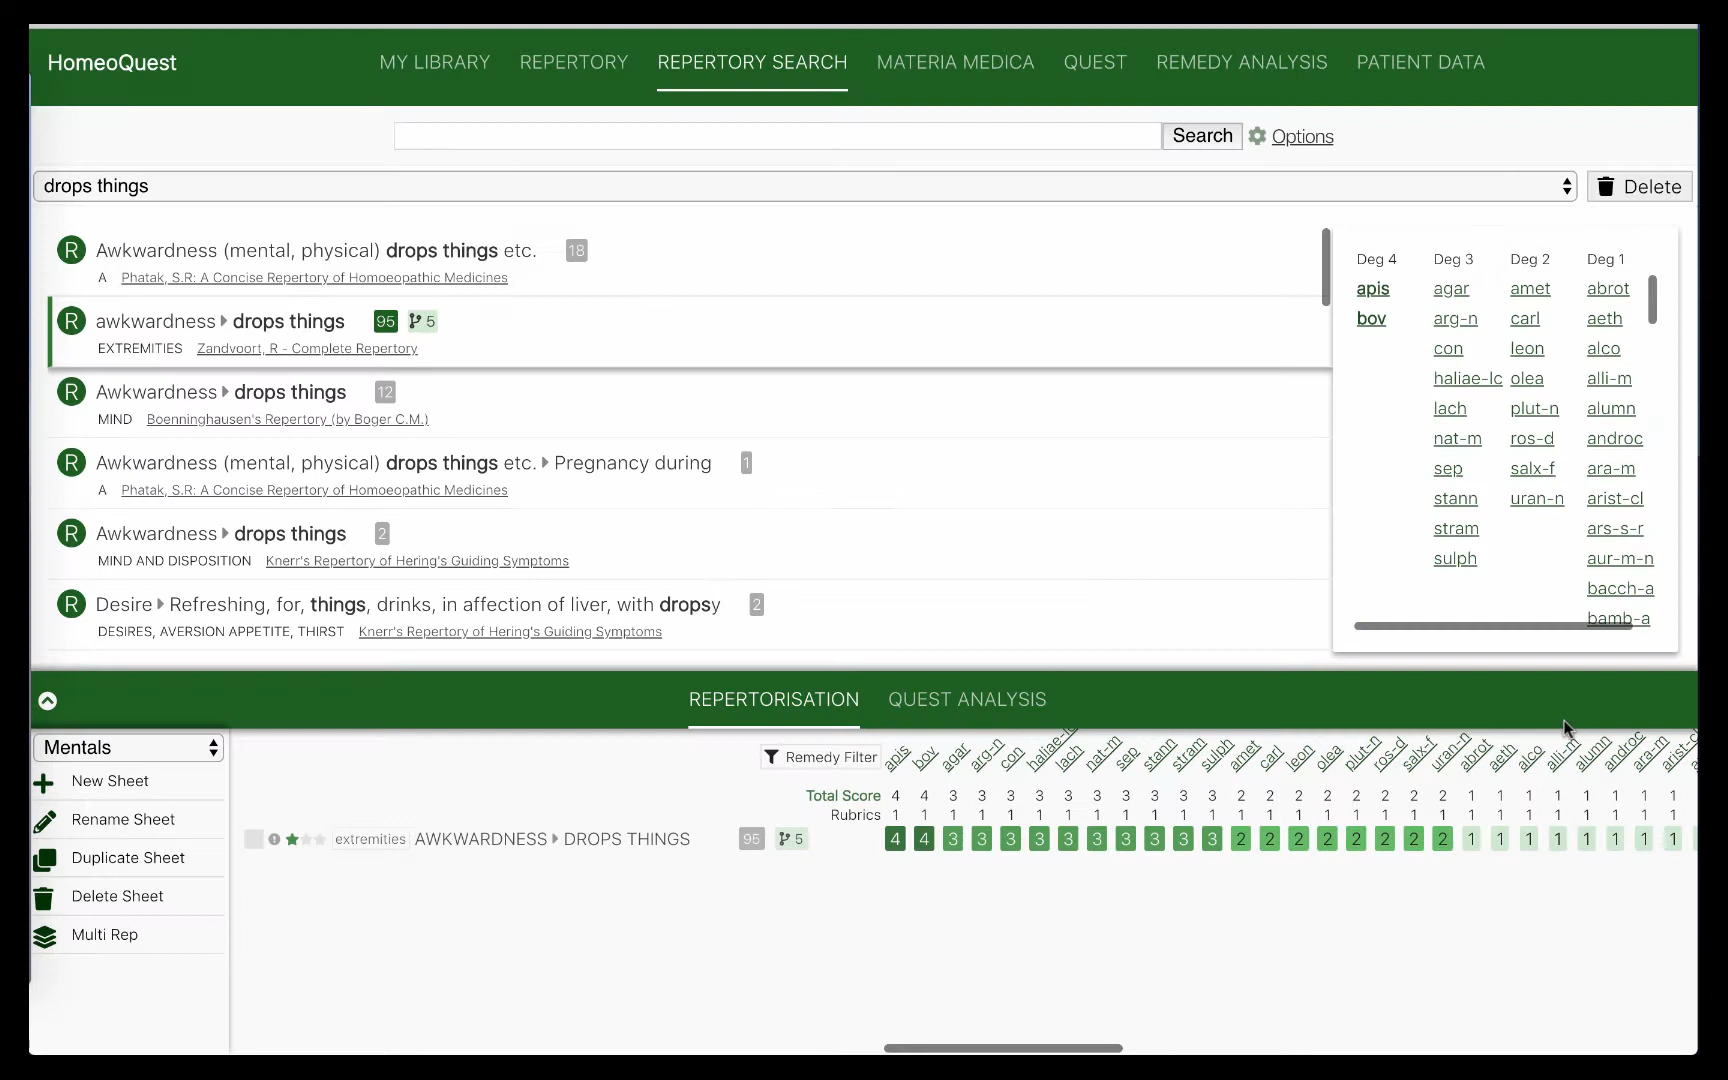 HomeoQuest MY LIBRARY REPERTORY REPERTORY SEARCH MATERIA MEDICA QUEST REMEDY ANALYSIS PATIENT DATA
Search Options
drops things Delete
R Awkwardness (mental, physical) drops things etc. 18
A Phatak, S.R: A Concise Repertory of Homoeopathic Medicines
R awkwardness drops things 95 5
EXTREMITIES Zandvoort, R - Complete Repertory
R Awkwardness drops things 12
MIND Boenninghausen's Repertory (by Boger C.M.)
R Awkwardness (mental, physical) drops things etc. Pregnancy during 1
A Phatak, S.R: A Concise Repertory of Homoeopathic Medicines
R Awkwardness drops things 2
MIND AND DISPOSITION Knerr's Repertory of Hering's Guiding Symptoms
R Desire Refreshing, for, things, drinks, in affection of liver, with dropsy 2
DESIRES, AVERSION APPETITE, THIRST Knerr's Repertory of Hering's Guiding Symptoms
Deg 4 Deg 3 Deg 2 Deg 1
apis agar amet abrot
bov arg-n carl aeth
con leon alco
haliae-lc olea alli-m
lach plut-n alumn
nat-m ros-d androc
sep salx-f ara-m
stann uran-n arist-cl
stram ars-s-r
sulph aur-m-n
bacch-a
bamb-a
REPERTORISATION QUEST ANALYSIS
Mentals
New Sheet
Rename Sheet
Duplicate Sheet
Delete Sheet
Multi Rep
Remedy Filter apis bov agar arg-n con haliae-lc lach nat-m sep stann stram sulph amet carl leon olea plut-n ros-d salx-f uran-n abrot aeth alco alli-m alumn androc ara-m arist-c
Total Score 4 4 3 3 3 3 3 3 3 3 3 3 2 2 2 2 2 2 2 2 1 1 1 1 1 1 1 1
Rubrics 1 1 1 1 1 1 1 1 1 1 1 1 1 1 1 1 1 1 1 1 1 1 1 1 1 1 1 1
extremities AWKWARDNESS DROPS THINGS 95 5 4 4 3 3 3 3 3 3 3 3 3 3 2 2 2 2 2 2 2 2 1 1 1 1 1 1 1 1